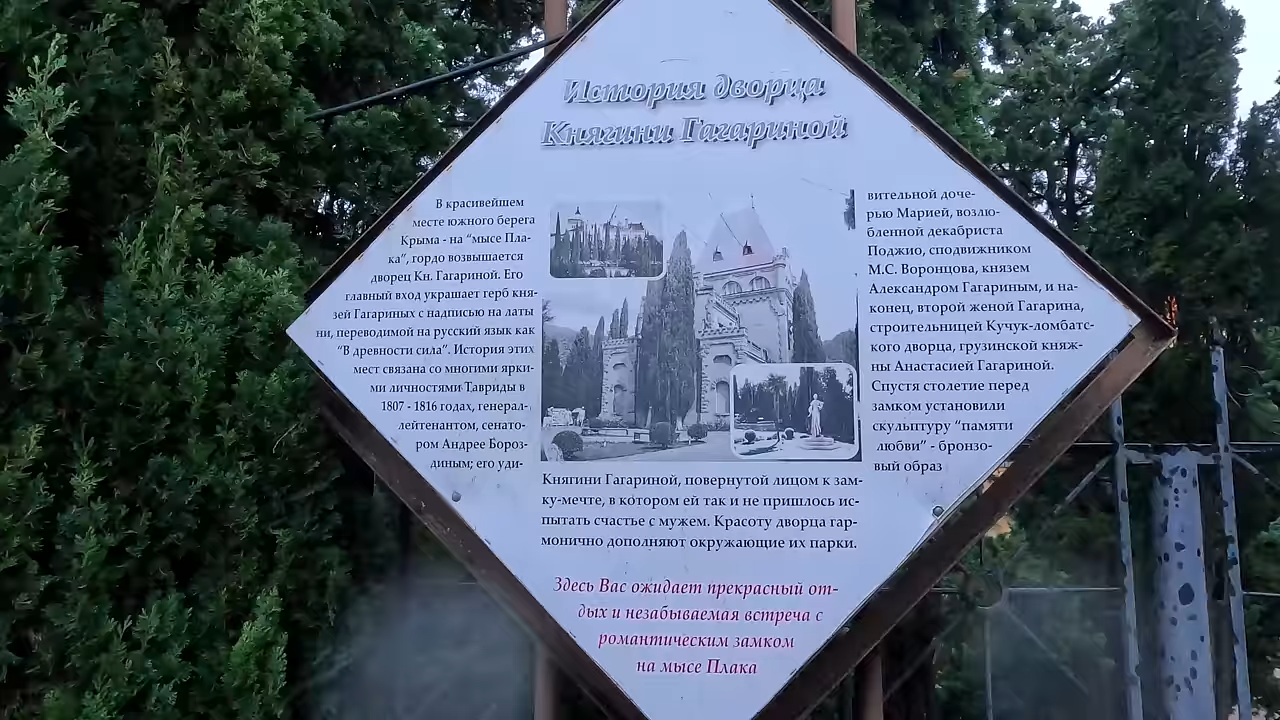 История дворца
Княгини Гагариной
В красивейшем
месте южного берега
Крыма - на "мысе Пла-
ка", гордо возвышается
дворец Кн. Гагариной. Его
главный вход украшает герб кня-
зей Гагариных с надписью на латы
ни, переводимой на русский язык как
"В древности сила". История этих
мест связана со многими ярки-
ми личностями Тавриды в
1807 - 1816 годах, генерал-
лейтенантом, сенато-
ром Андрее Бороз-
диным; его уди-
вительной доче-
рью Марией, возлю-
бленной декабриста
Поджио, сподвижником
М.С. Воронцова, князем
Александром Гагариным, и на-
конец, второй женой Гагарина,
строительницей Кучук-ломбатс-
кого дворца, грузинской княж-
ны Анастасией Гагариной.
Спустя столетие перед
замком установили
скульптуру "памяти
любви" - бронзо-
вый образ
Княгини Гагариной, повернутой лицом к зам-
ку-мечте, в котором ей так и не пришлось ис-
пытать счастье с мужем. Красоту дворца гар-
монично дополняют окружающие их парки.
Здесь Вас ожидает прекрасный от-
дых и незабываемая встреча с
романтическим замком
на мысе Плака